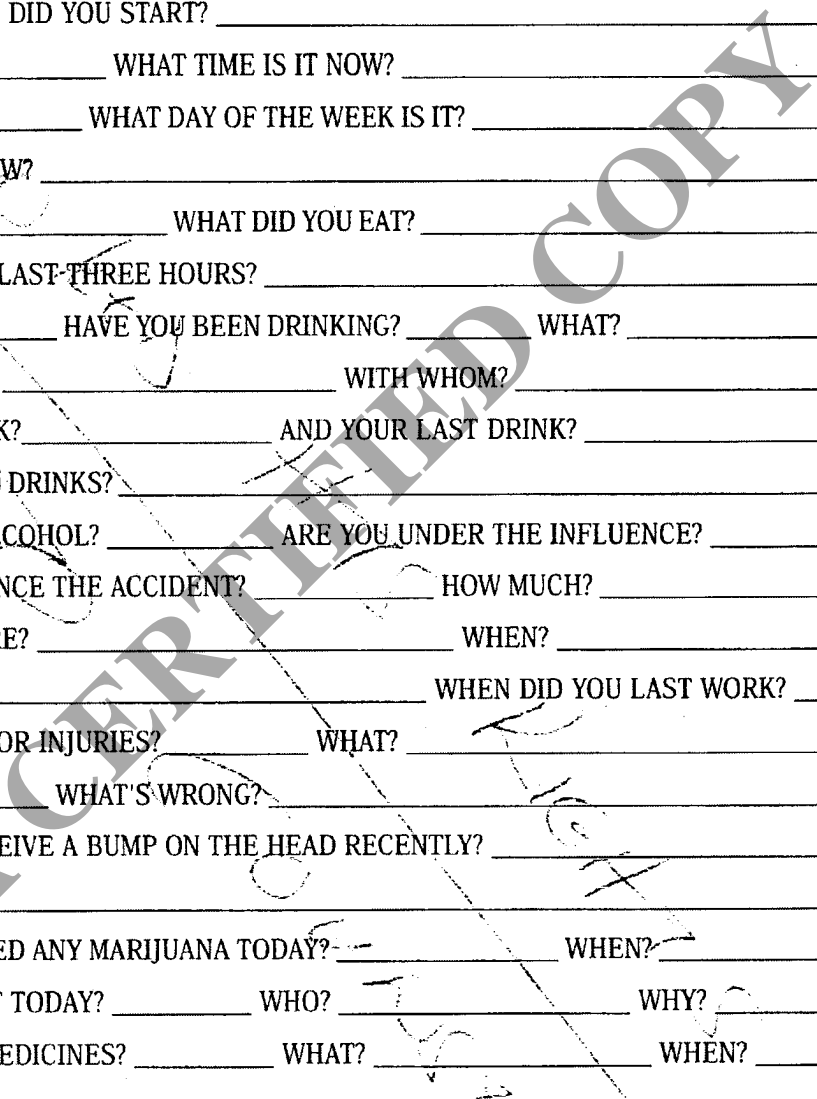 DID YOU START?
WHAT TIME IS IT NOW?
WHAT DAY OF THE WEEK IS IT?
W?
WHAT DID YOU EAT?
LAST THREE HOURS?
HAVE YOU BEEN DRINKING? WHAT?
WITH WHOM?
K? AND YOUR LAST DRINK?
DRINKS?
COHOL? ARE YOU UNDER THE INFLUENCE?
NCE THE ACCIDENT? HOW MUCH?
E? WHEN?
WHEN DID YOU LAST WORK?
OR INJURIES? WHAT?
WHAT'S WRONG?
EIVE A BUMP ON THE HEAD RECENTLY?
ED ANY MARIJUANA TODAY? WHEN?
TODAY? WHO? WHY?
EDICINES? WHAT? WHEN?
CERTIFIED COPY